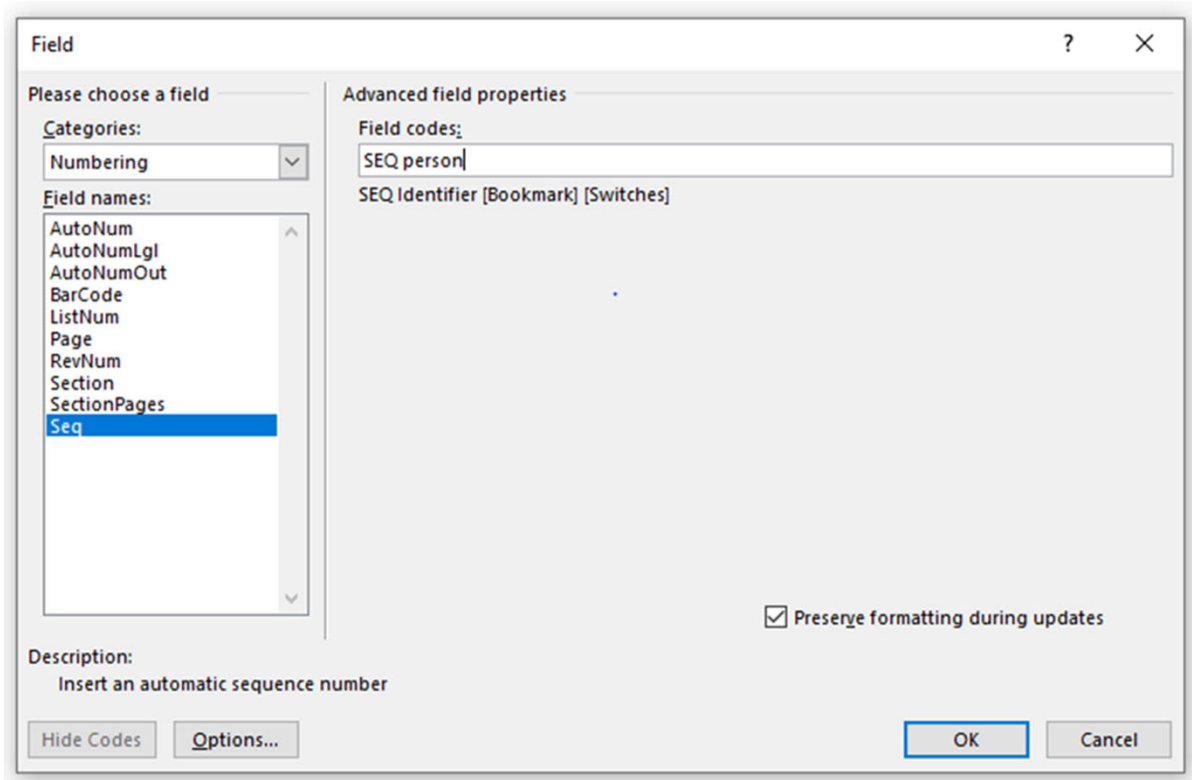 Field
?
Please choose a field
Categories:
Numbering
Field names:
AutoNum
AutoNumLgl
AutoNumOut
BarCode
ListNum
Page
RevNum
Section
SectionPages
Seq
Advanced field properties
Field codes:
SEQ person
SEQ Identifier [Bookmark] [Switches]
Preserve formatting during updates
Description:
Insert an automatic sequence number
Hide Codes
Options...
OK
Cancel